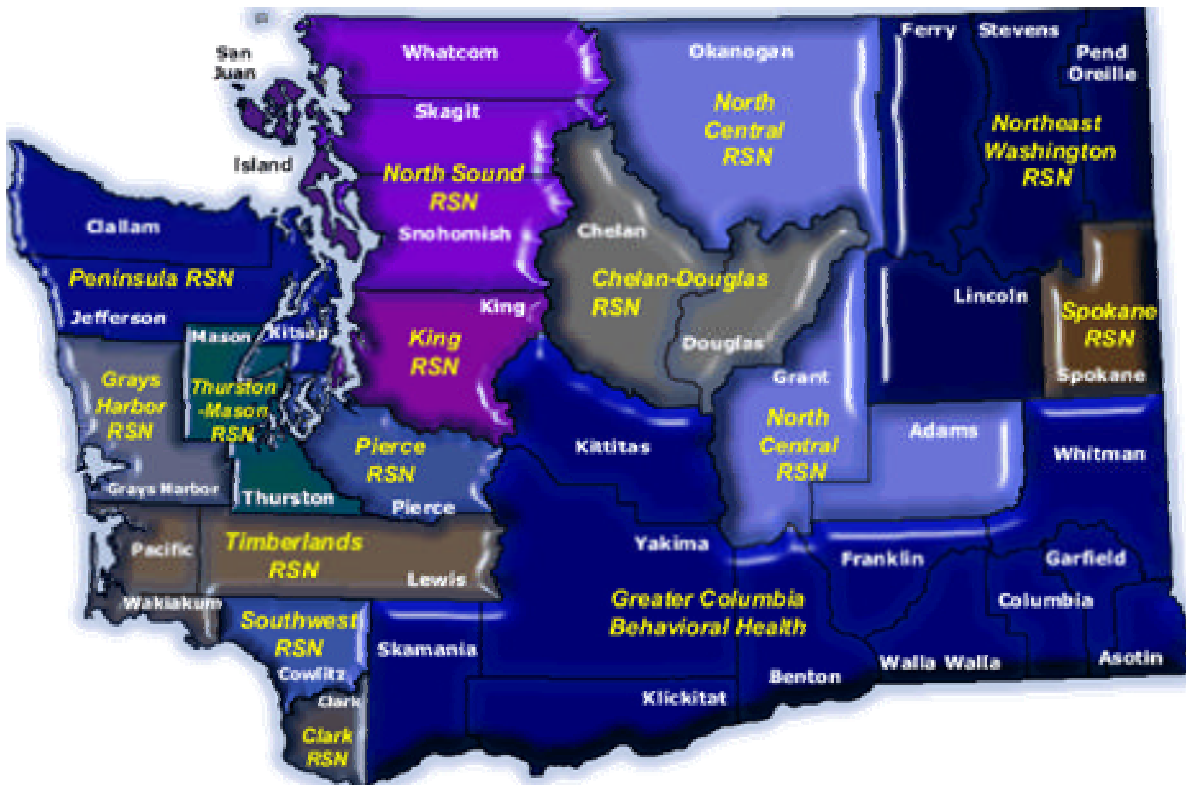 San
Juan
Whatcom
Okanogan
Ferry
Stevens
Pend
Oreille
Skagit
North
Central
RSN
Northeast
Washington
RSN
Island
North Sound
RSN
Clallam
Snohomish
Chelan
Peninsula RSN
Chelan-Douglas
RSN
Lincoln
King
Jefferson
Mason
Kitsap
King
RSN
Douglas
Spokane
RSN
Spokane
Grays
Harbor
RSN
Thurston
-Mason
RSN
Grant
North
Central
RSN
Adams
Pierce
RSN
Kittitas
Whitman
Grays Harbor
Thurston
Pierce
Pacific
Timberlands
RSN
Lewis
Yakima
Franklin
Garfield
Wakiakum
Greater Columbia
Behavioral Health
Columbia
Southwest
RSN
Cowlitz
Skamania
Walla Walla
Asotin
Benton
Klickitat
Clark
Clark
RSN